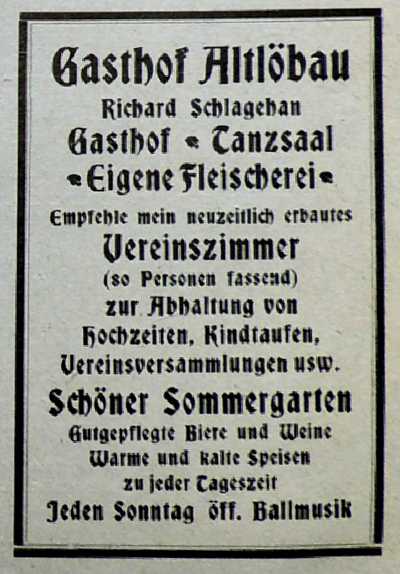 Gasthof Altlöbau
Richard Schlagehan
Gasthof • Tanzsaal
• Eigene Fleischerei •
Empfehle mein neuzeitlich erbautes
Vereinszimmer
(80 Personen fassend)
zur Abhaltung von
Hochzeiten, Kindtaufen,
Vereinsversammlungen usw.
Schöner Sommergarten
Gutgepflegte Biere und Weine
Warme und kalte Speisen
zu jeder Tageszeit
Jeden Sonntag öff. Ballmusik